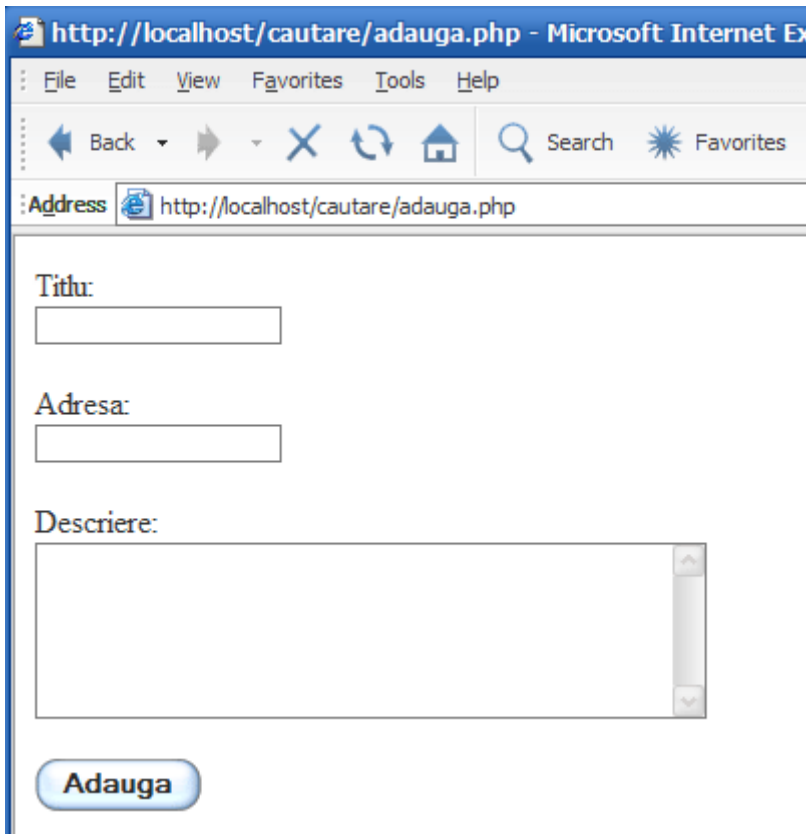 http://localhost/cautare/adauga.php - Microsoft Internet Ex
File Edit View Favorites Tools Help
Back Search Favorites
Address http://localhost/cautare/adauga.php
Titlu:
Adresa:
Descriere:
Adauga